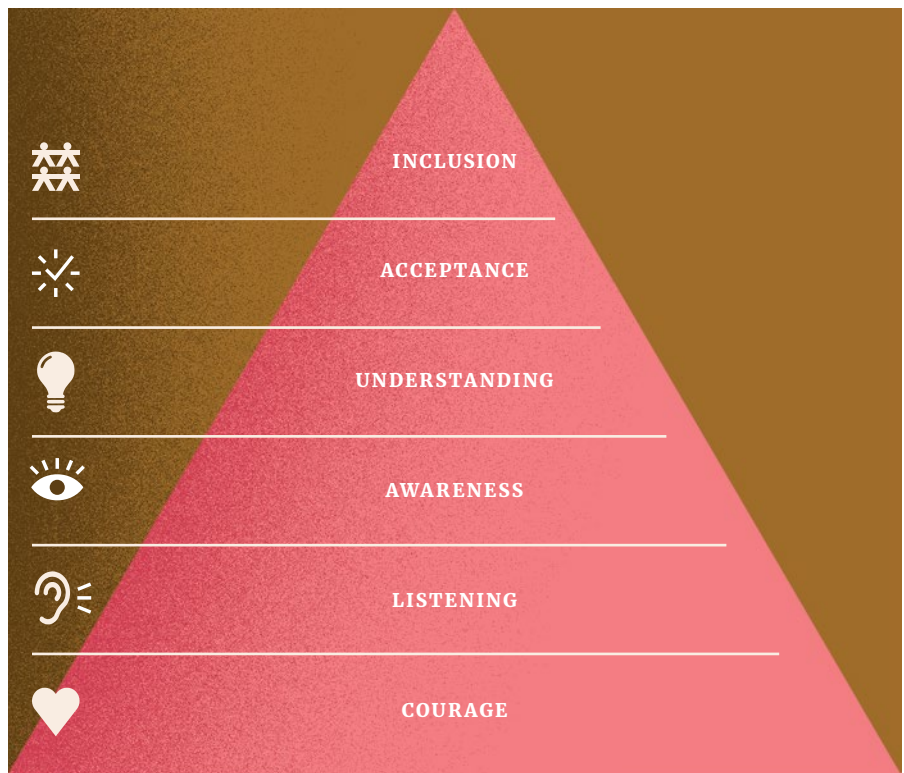 INCLUSION
ACCEPTANCE
UNDERSTANDING
AWARENESS
LISTENING
COURAGE